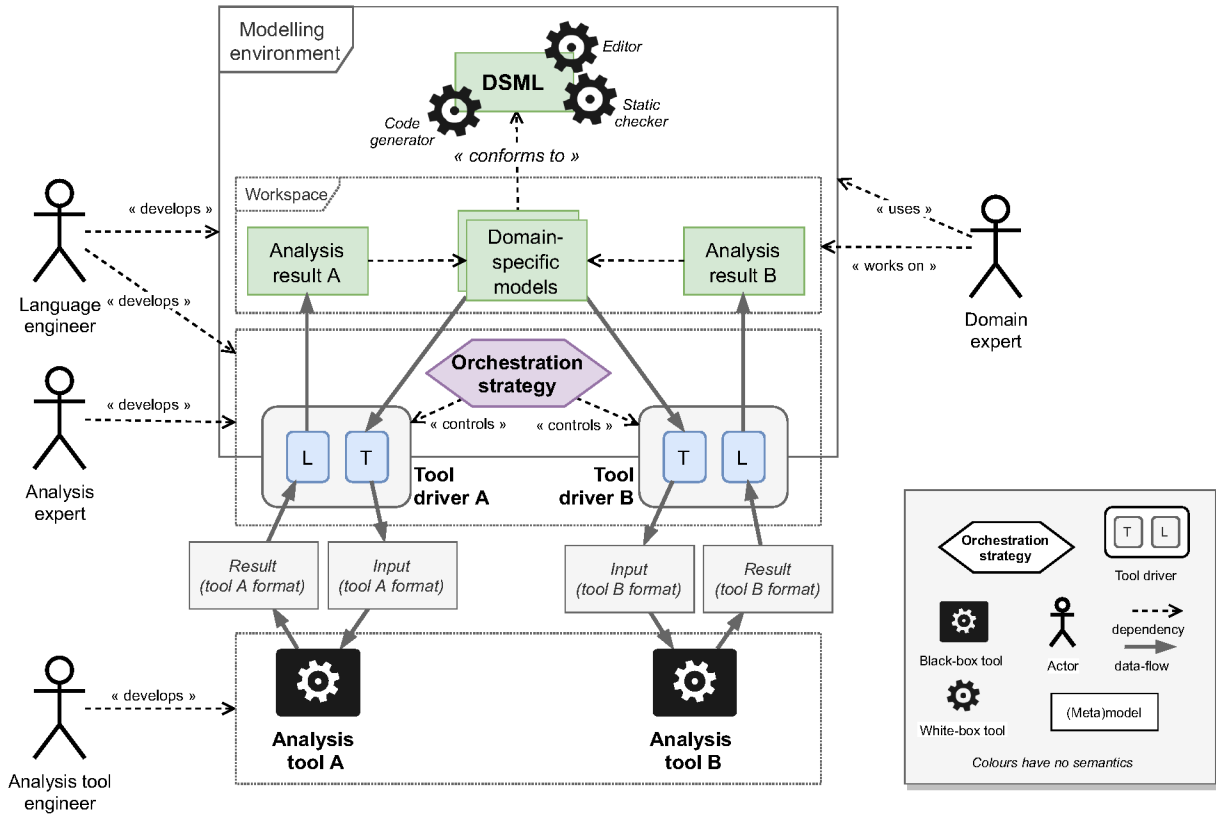 Modelling
environment
Editor
DSML
Static
checker
Code
generator
« conforms to »
Workspace
« develops »
« uses »
Analysis
result A
Domain-
specific
models
Analysis
result B
« works on »
Language
engineer
« develops »
Domain
expert
Orchestration
strategy
« develops »
« controls »
« controls »
L
T
T
L
Tool
driver A
Tool
driver B
Analysis
expert
Result
(tool A format)
Input
(tool A format)
Input
(tool B format)
Result
(tool B format)
« develops »
Analysis
tool A
Analysis
tool B
Analysis tool
engineer
Orchestration
strategy
T
L
Tool driver
Black-box tool
Actor
dependency
data-flow
White-box tool
(Meta)model
Colours have no semantics